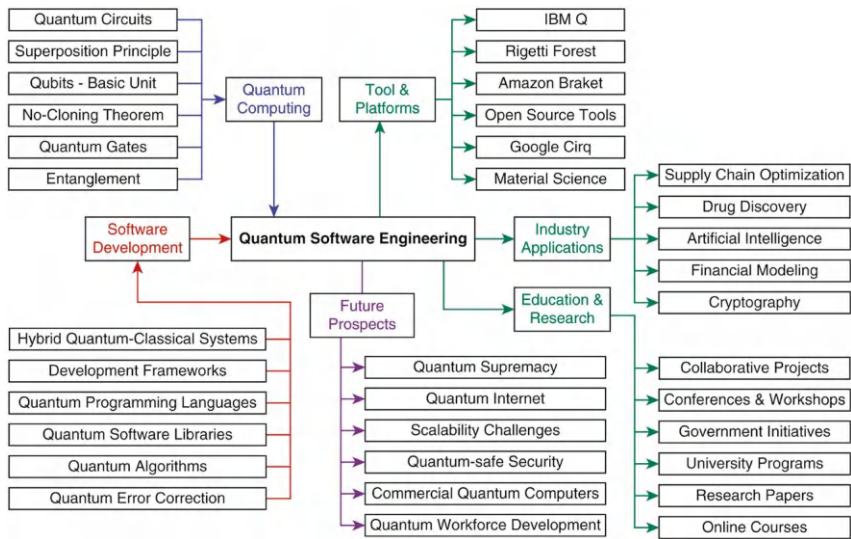 Quantum Circuits
Superposition Principle
Qubits - Basic Unit
No-Cloning Theorem
Quantum Gates
Entanglement
Quantum
Computing
Tool &
Platforms
IBM Q
Rigetti Forest
Amazon Braket
Open Source Tools
Google Cirq
Material Science
Software
Development
Quantum Software Engineering
Industry
Applications
Supply Chain Optimization
Drug Discovery
Artificial Intelligence
Financial Modeling
Cryptography
Future
Prospects
Education &
Research
Hybrid Quantum-Classical Systems
Development Frameworks
Quantum Programming Languages
Quantum Software Libraries
Quantum Algorithms
Quantum Error Correction
Quantum Supremacy
Quantum Internet
Scalability Challenges
Quantum-safe Security
Commercial Quantum Computers
Quantum Workforce Development
Collaborative Projects
Conferences & Workshops
Government Initiatives
University Programs
Research Papers
Online Courses